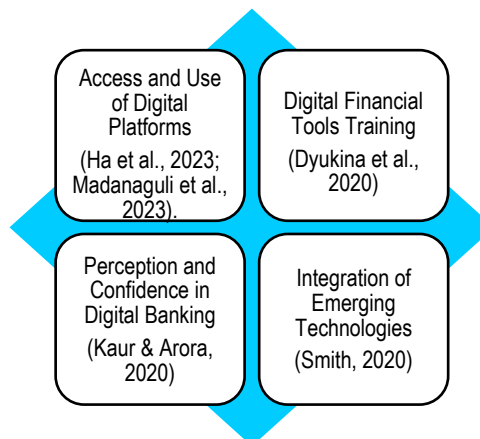 Access and Use
of Digital
Platforms
(Ha et al., 2023;
Madanaguli et al.,
2023).
Digital Financial
Tools Training
(Dyukina et al.,
2020)
Perception and
Confidence in
Digital Banking
(Kaur & Arora,
2020)
Integration of
Emerging
Technologies
(Smith, 2020)